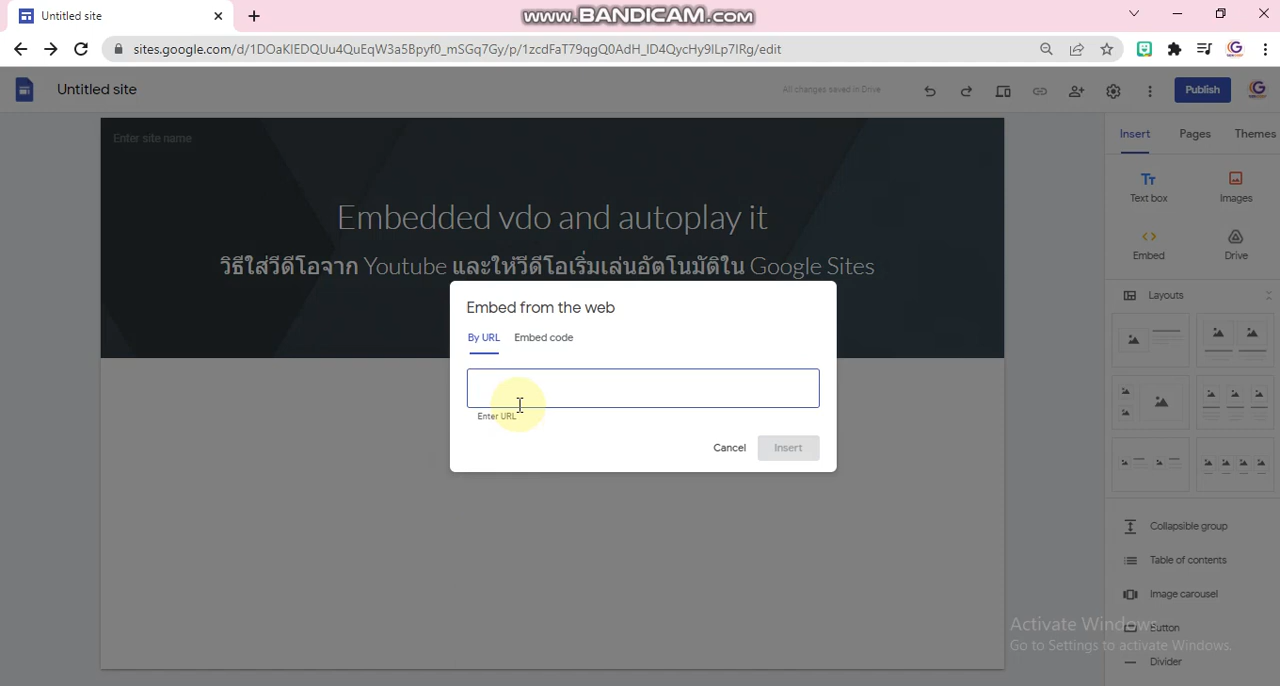 Untitled site
www.BANDICAM.com
sites.google.com/d/1DOaKlEDQUu4QuEqW3a5Bpyf0_mSGq7Gy/p/1zcdFaT79qgQ0AdH_ID4QycHy9lLp7lRg/edit
Untitled site
All changes saved in Drive
Publish
Enter site name
Embedded vdo and autoplay it
วิธีใส่วีดีโอจาก Youtube และให้วีดีโอเริ่มเล่นอัตโนมัติใน Google Sites
Embed from the web
By URL Embed code
Enter URL
Cancel Insert
Insert Pages Themes
Text box Images
Embed Drive
Layouts
Collapsible group
Table of contents
Image carousel
Button
Divider
Activate Windows
Go to Settings to activate Windows.